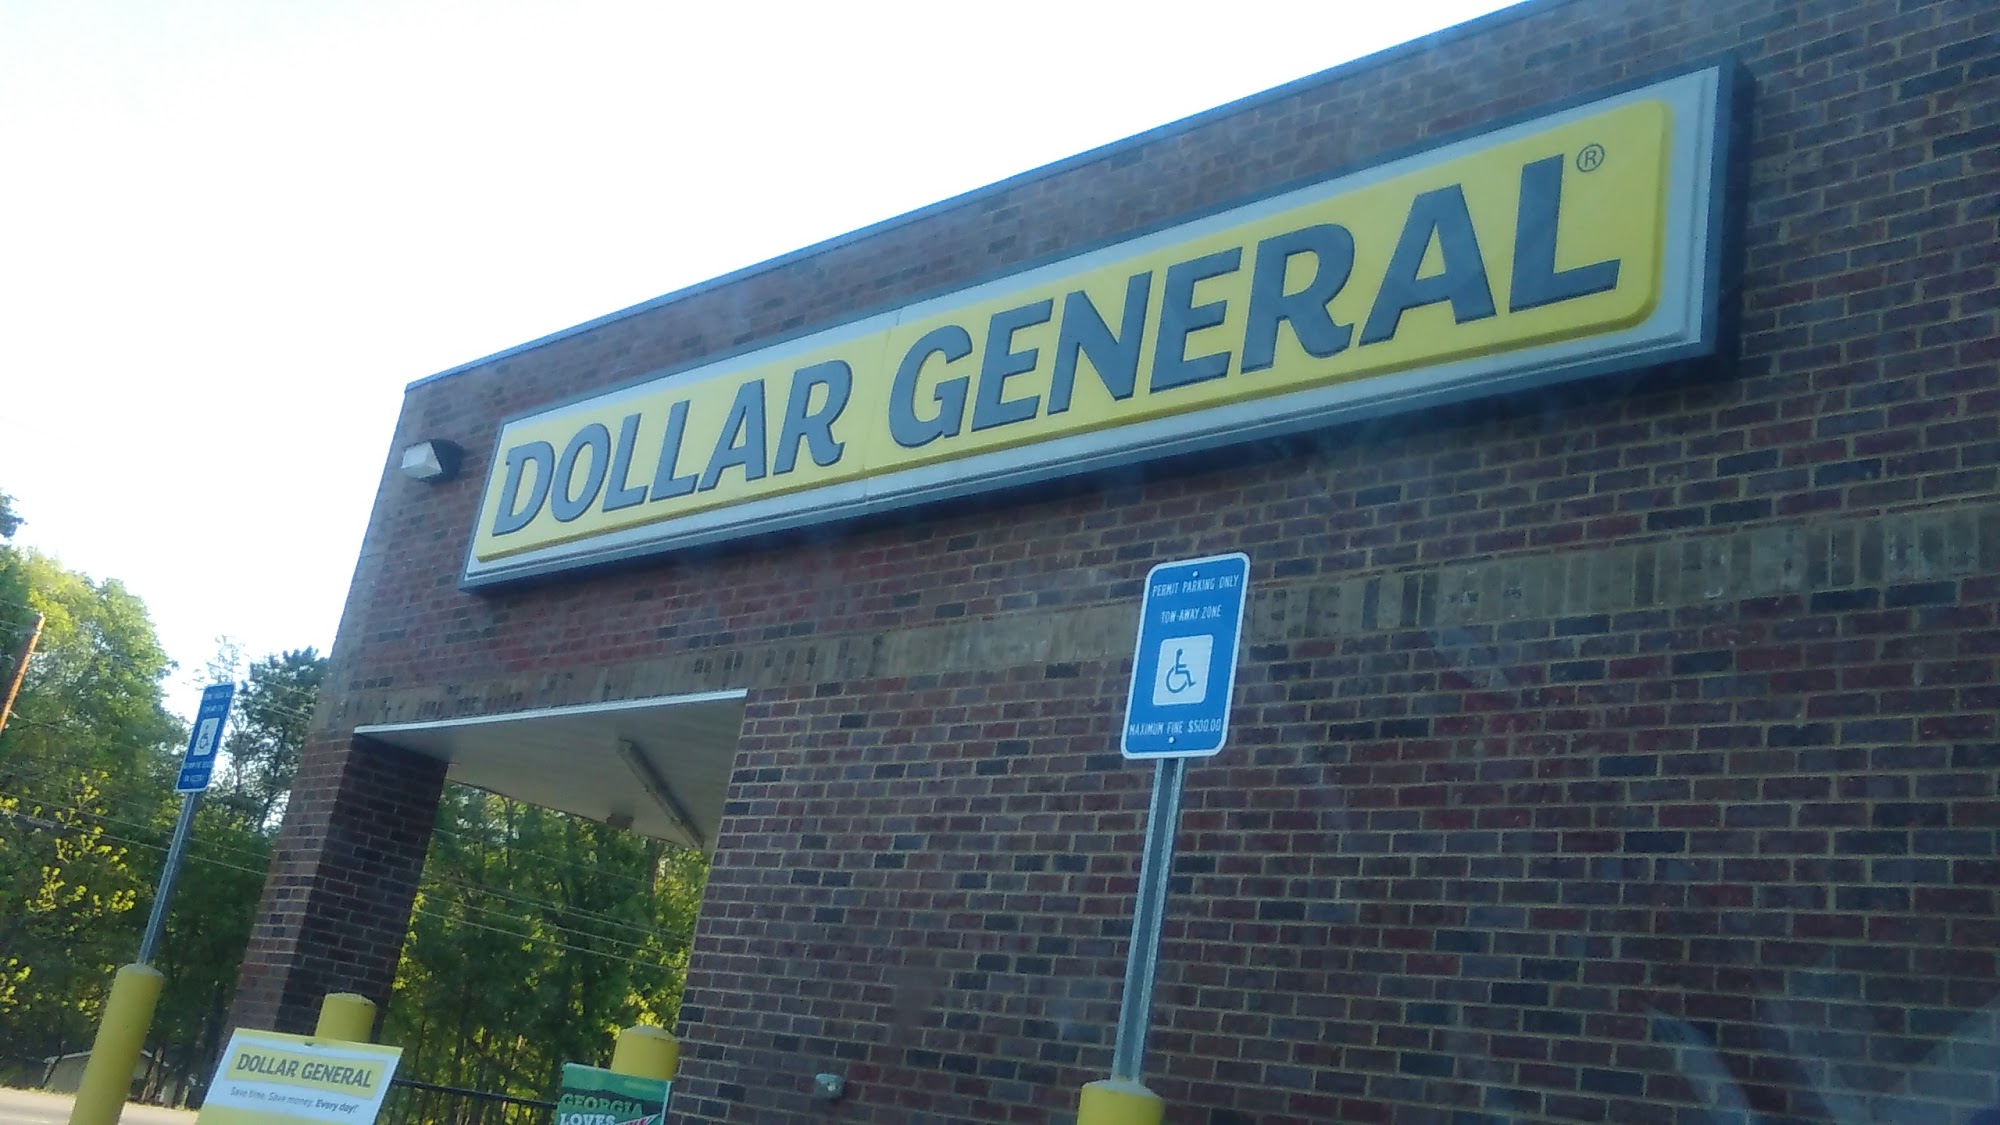 DOLLAR GENERAL®
PERMIT PARKING ONLY
TOW-AWAY ZONE
MAXIMUM FINE $500.00
DOLLAR GENERAL
Save time. Save money. Every day!
GEORGIA
LOVES